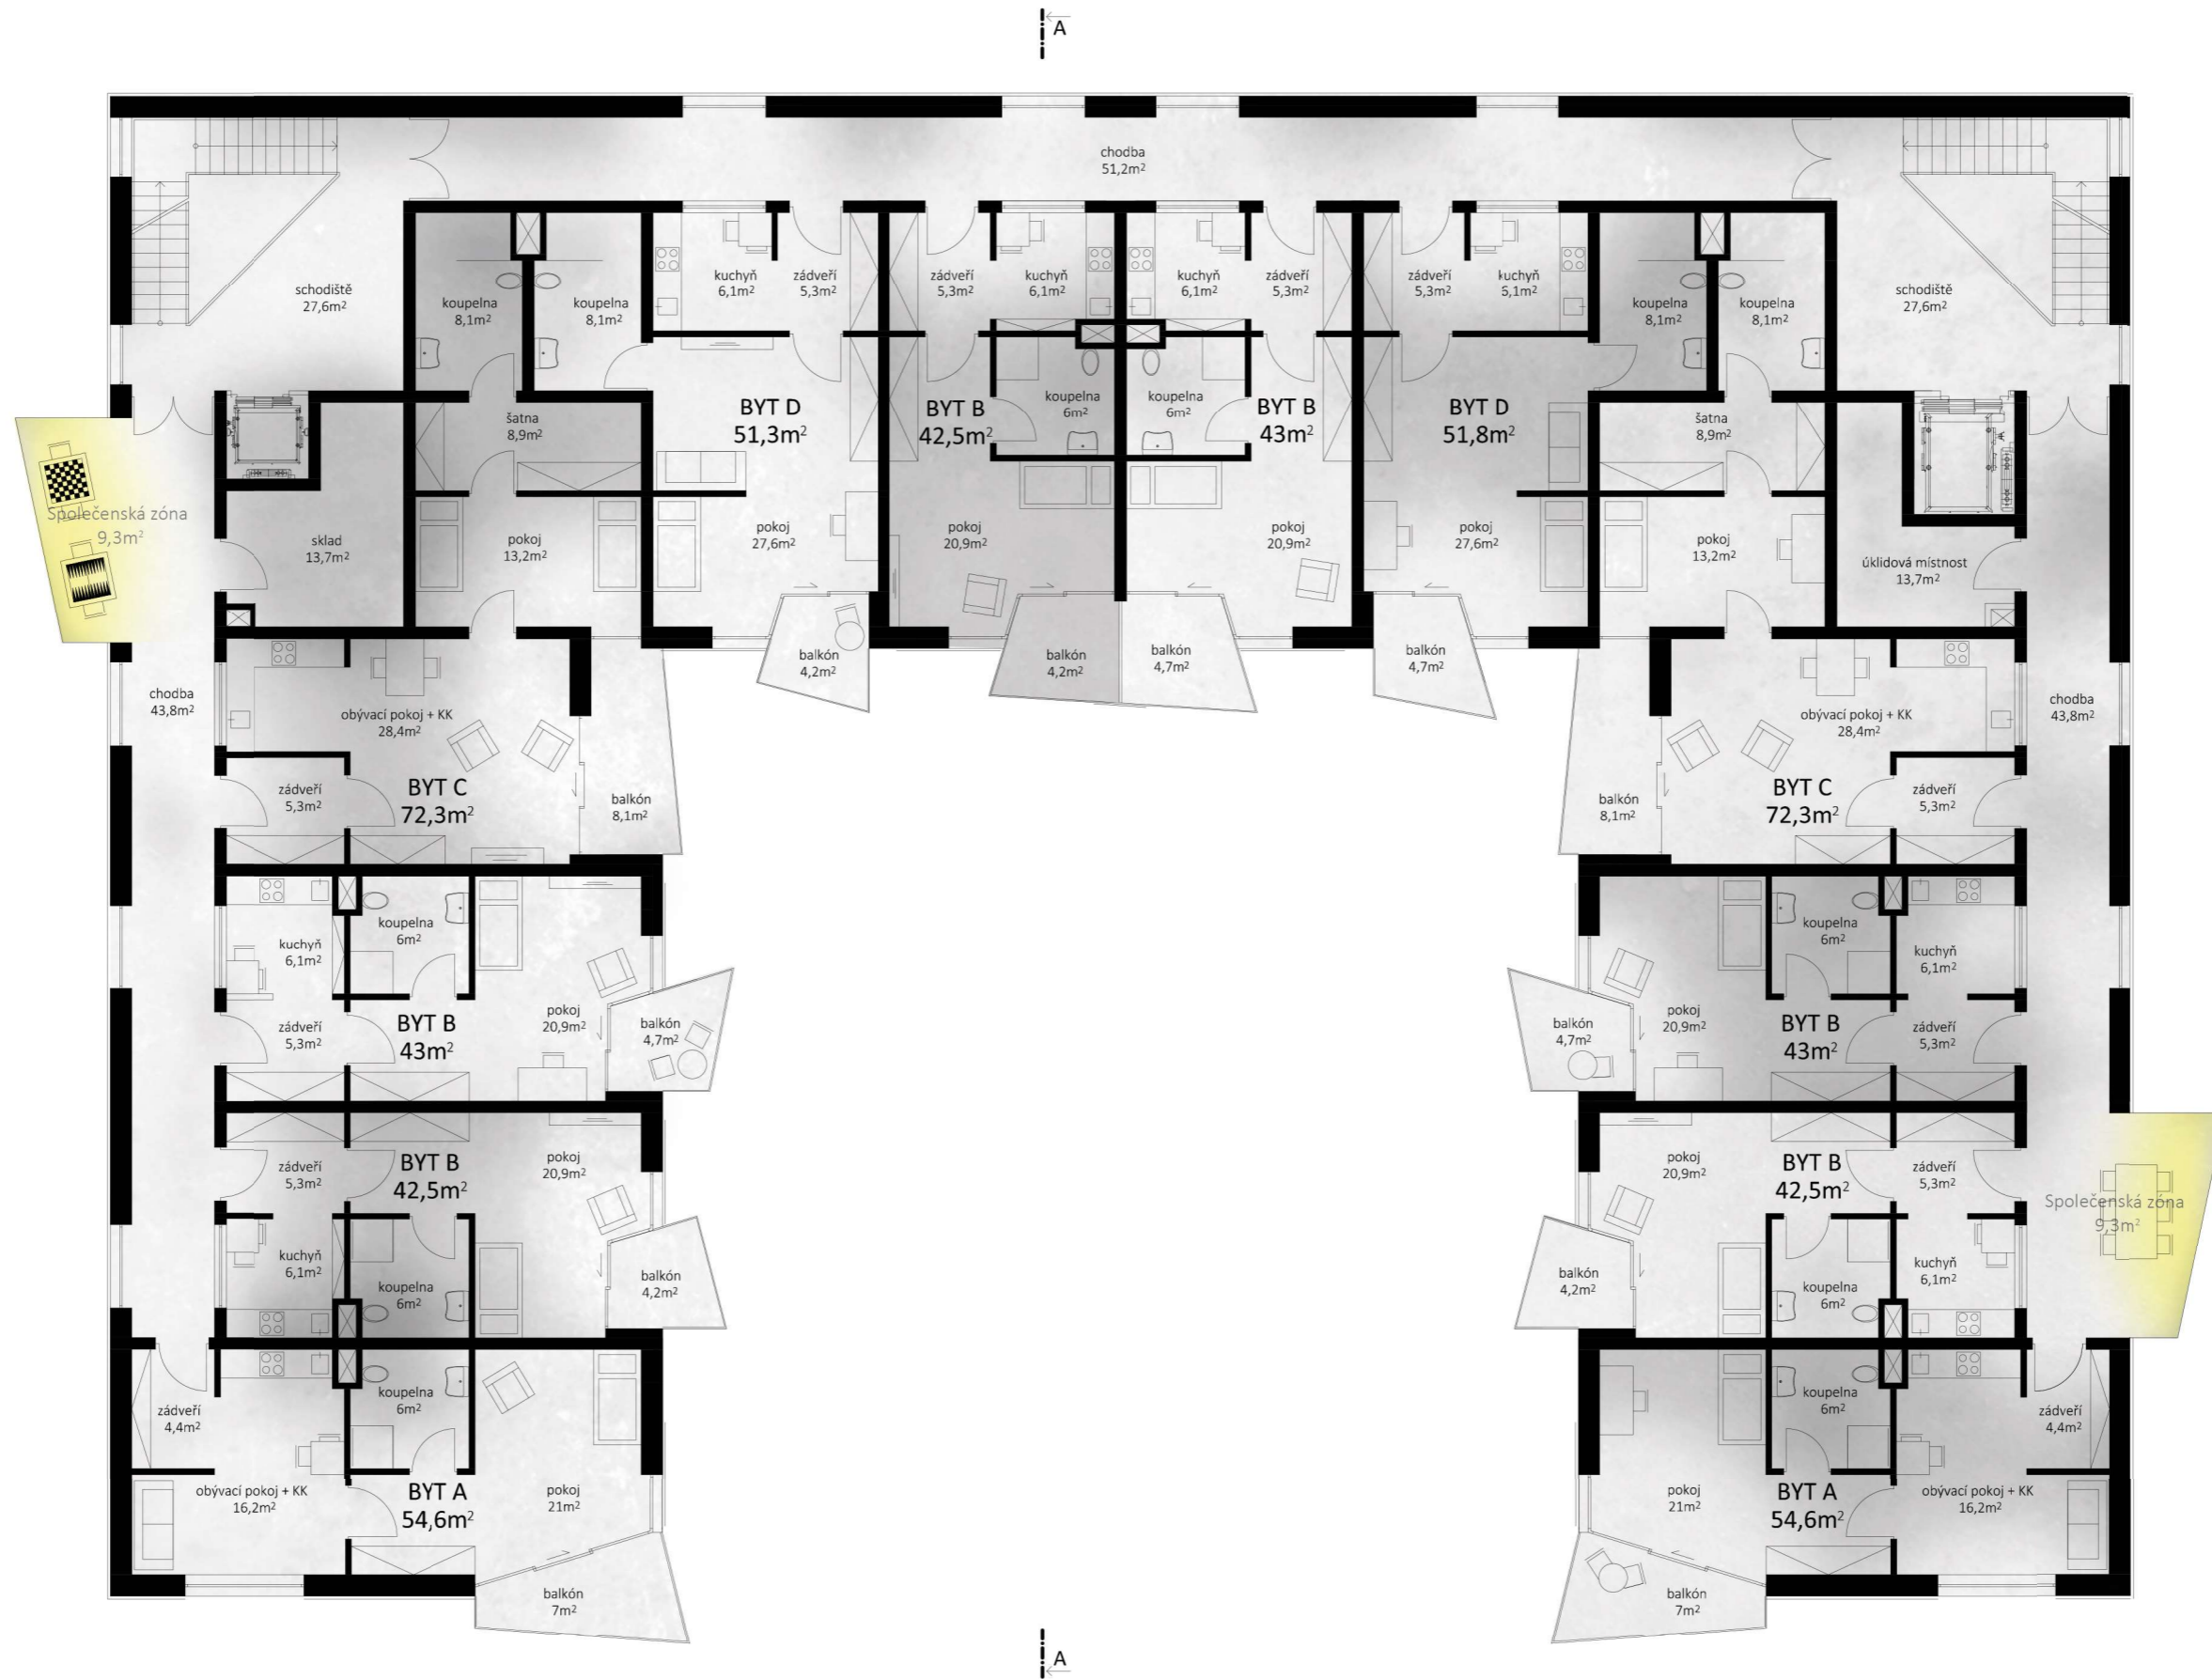 A
chodba
51,2m²
schodiště
27,6m²
koupelna
8,1m²
koupelna
8,1m²
kuchyň
6,1m²
zádveří
5,3m²
zádveří
5,3m²
kuchyň
6,1m²
kuchyň
6,1m²
zádveří
5,3m²
zádveří
5,3m²
kuchyň
5,1m²
koupelna
8,1m²
koupelna
8,1m²
schodiště
27,6m²
šatna
8,9m²
BYT D
51,3m²
BYT B
42,5m²
koupelna
6m²
koupelna
6m²
BYT B
43m²
BYT D
51,8m²
šatna
8,9m²
Společenská zóna
9,3m²
sklad
13,7m²
pokoj
13,2m²
pokoj
27,6m²
pokoj
20,9m²
pokoj
20,9m²
pokoj
27,6m²
pokoj
13,2m²
úklidová místnost
13,7m²
balkón
4,2m²
balkón
4,2m²
balkón
4,7m²
balkón
4,7m²
chodba
43,8m²
obývací pokoj + KK
28,4m²
obývací pokoj + KK
28,4m²
chodba
43,8m²
zádveří
5,3m²
BYT C
72,3m²
balkón
8,1m²
balkón
8,1m²
BYT C
72,3m²
zádveří
5,3m²
kuchyň
6,1m²
koupelna
6m²
koupelna
6m²
kuchyň
6,1m²
zádveří
5,3m²
BYT B
43m²
pokoj
20,9m²
balkón
4,7m²
balkón
4,7m²
pokoj
20,9m²
BYT B
43m²
zádveří
5,3m²
zádveří
5,3m²
BYT B
42,5m²
pokoj
20,9m²
pokoj
20,9m²
BYT B
42,5m²
zádveří
5,3m²
Společenská zóna
9,3m²
kuchyň
6,1m²
koupelna
6m²
balkón
4,2m²
balkón
4,2m²
koupelna
6m²
kuchyň
6,1m²
zádveří
4,4m²
koupelna
6m²
koupelna
6m²
zádveří
4,4m²
obývací pokoj + KK
16,2m²
BYT A
54,6m²
pokoj
21m²
pokoj
21m²
BYT A
54,6m²
obývací pokoj + KK
16,2m²
balkón
7m²
balkón
7m²
A